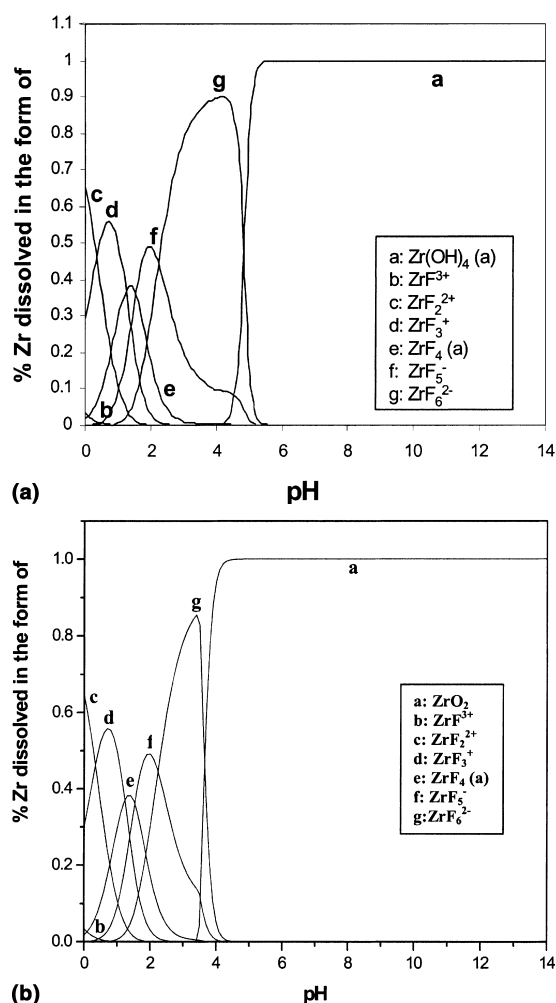 1.1
1
0.9
0.8
0.7
0.6
0.5
0.4
0.3
0.2
0.1
0
% Zr dissolved in the form of
c
d
b
e
f
g
a
a: Zr(OH)₄ (a)
b: ZrF³⁺
c: ZrF₂²⁺
d: ZrF₃⁺
e: ZrF₄ (a)
f: ZrF₅⁻
g: ZrF₆²⁻
0 2 4 6 8 10 12 14
(a) pH
1.0
0.8
0.6
0.4
0.2
0.0
% Zr dissolved in the form of
c
d
b
e
f
g
a
a: ZrO₂
b: ZrF³⁺
c: ZrF₂²⁺
d: ZrF₃⁺
e: ZrF₄ (a)
f: ZrF₅⁻
g:ZrF₆²⁻
0 2 4 6 8 10 12 14
(b) pH